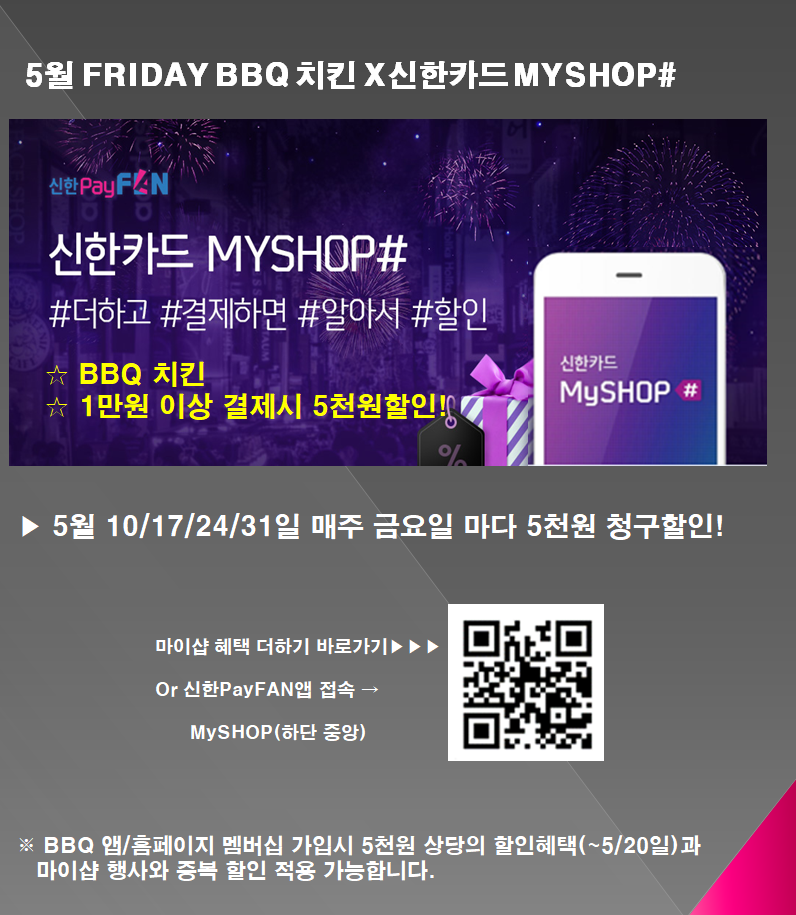 5월 FRIDAY BBQ 치킨 X 신한카드 MYSHOP#
신한PayFAN
신한카드 MYSHOP#
#더하고 #결제하면 #알아서 #할인
☆ BBQ 치킨
☆ 1만원 이상 결제시 5천원할인!
신한카드
MySHOP #
%
▶ 5월 10/17/24/31일 매주 금요일 마다 5천원 청구할인!
마이샵 혜택 더하기 바로가기▶▶▶
Or 신한PayFAN앱 접속 →
MySHOP(하단 중앙)
※ BBQ 앱/홈페이지 멤버십 가입시 5천원 상당의 할인혜택(~5/20일)과
마이샵 행사와 중복 할인 적용 가능합니다.